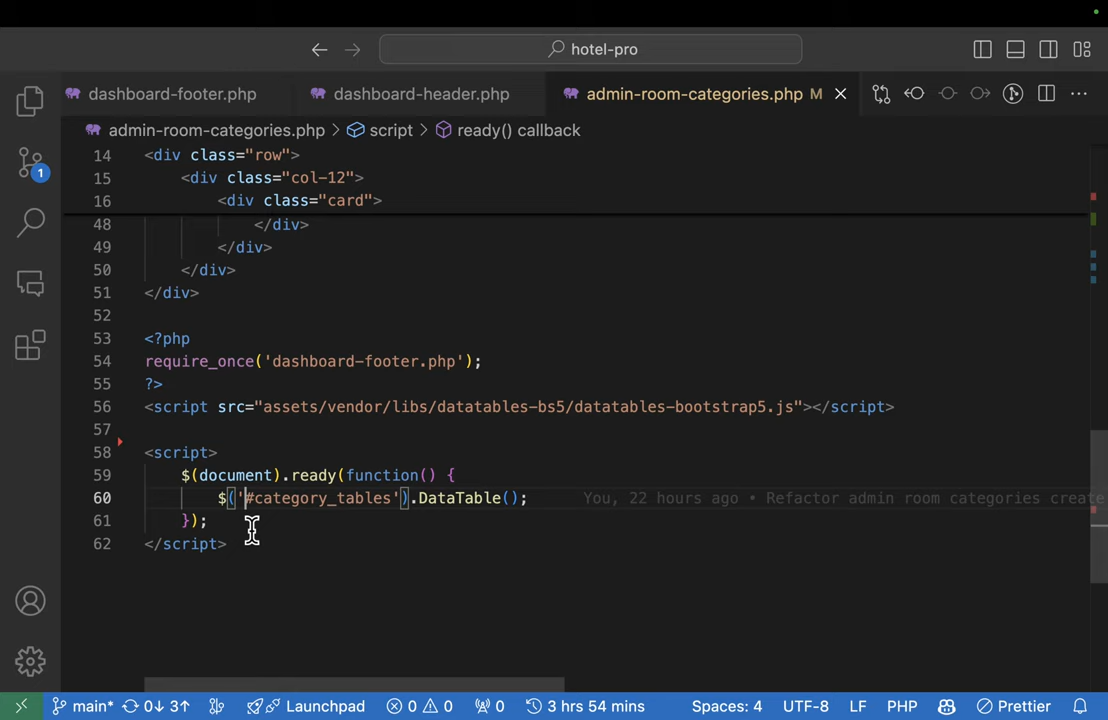 hotel-pro
dashboard-footer.php dashboard-header.php admin-room-categories.php M
admin-room-categories.php > script > ready() callback
14 <div class="row">
15 <div class="col-12">
16 <div class="card">
48 </div>
49 </div>
50 </div>
51 </div>
52
53 <?php
54 require_once('dashboard-footer.php');
55 ?>
56 <script src="assets/vendor/libs/datatables-bs5/datatables-bootstrap5.js"></script>
57
58 <script>
59 $(document).ready(function() {
60 $('#category_tables').DataTable(); You, 22 hours ago • Refactor admin room categories create
61 });
62 </script>
1
main* 0↓ 3↑ Launchpad 0 0 0 3 hrs 54 mins Spaces: 4 UTF-8 LF PHP Prettier